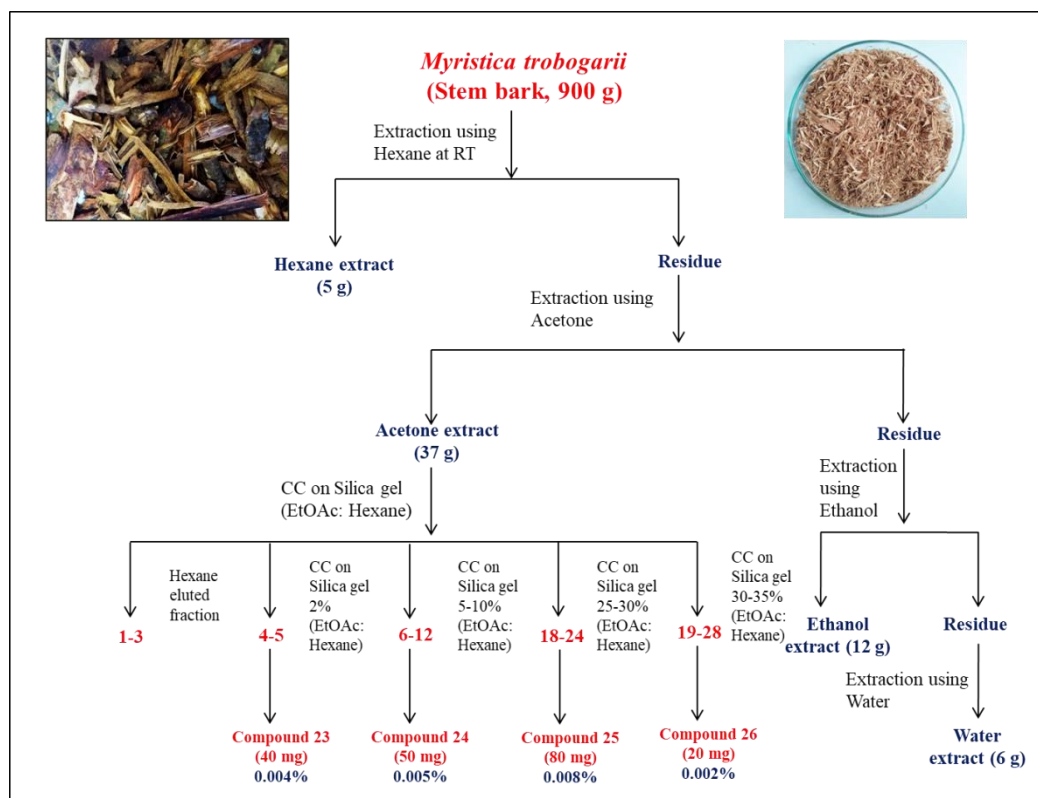 Myristica trobogarii
(Stem bark, 900 g)
Extraction using
Hexane at RT
Hexane extract
(5 g)
Residue
Extraction using
Acetone
Acetone extract
(37 g)
Residue
CC on Silica gel
(EtOAc: Hexane)
Extraction
using
Ethanol
Hexane
eluted
fraction
CC on
Silica gel
2%
(EtOAc:
Hexane)
CC on
Silica gel
5-10%
(EtOAc:
Hexane)
CC on
Silica gel
25-30%
(EtOAc:
Hexane)
CC on
Silica gel
30-35%
(EtOAc:
Hexane)
1-3
4-5
6-12
18-24
19-28
Ethanol
extract (12 g)
Residue
Extraction using
Water
Compound 23
(40 mg)
0.004%
Compound 24
(50 mg)
0.005%
Compound 25
(80 mg)
0.008%
Compound 26
(20 mg)
0.002%
Water
extract (6 g)